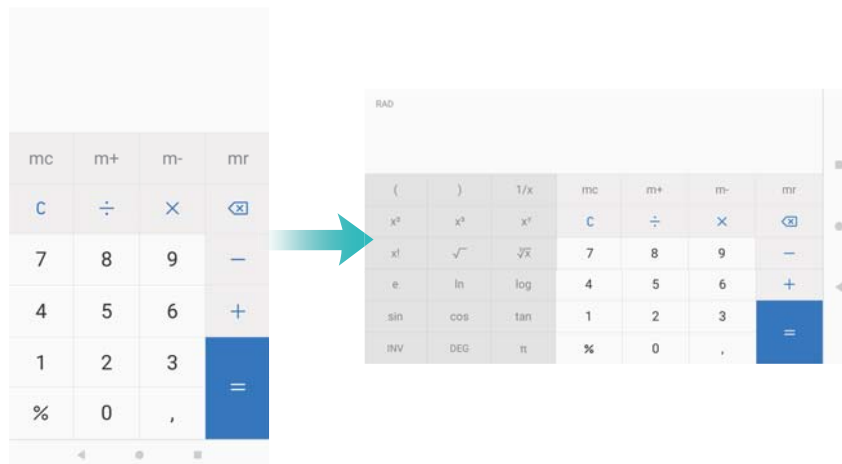 mc m+ m- mr
C ÷ × ⌫
7 8 9 −
4 5 6 +
1 2 3
=
% 0 ,
RAD
( ) 1/x mc m+ m- mr
x² x³ C ÷ × ⌫
x! √ 7 8 9 −
e ln log 4 5 6 +
sin cos tan 1 2 3
=
INV DEG π % 0 ,